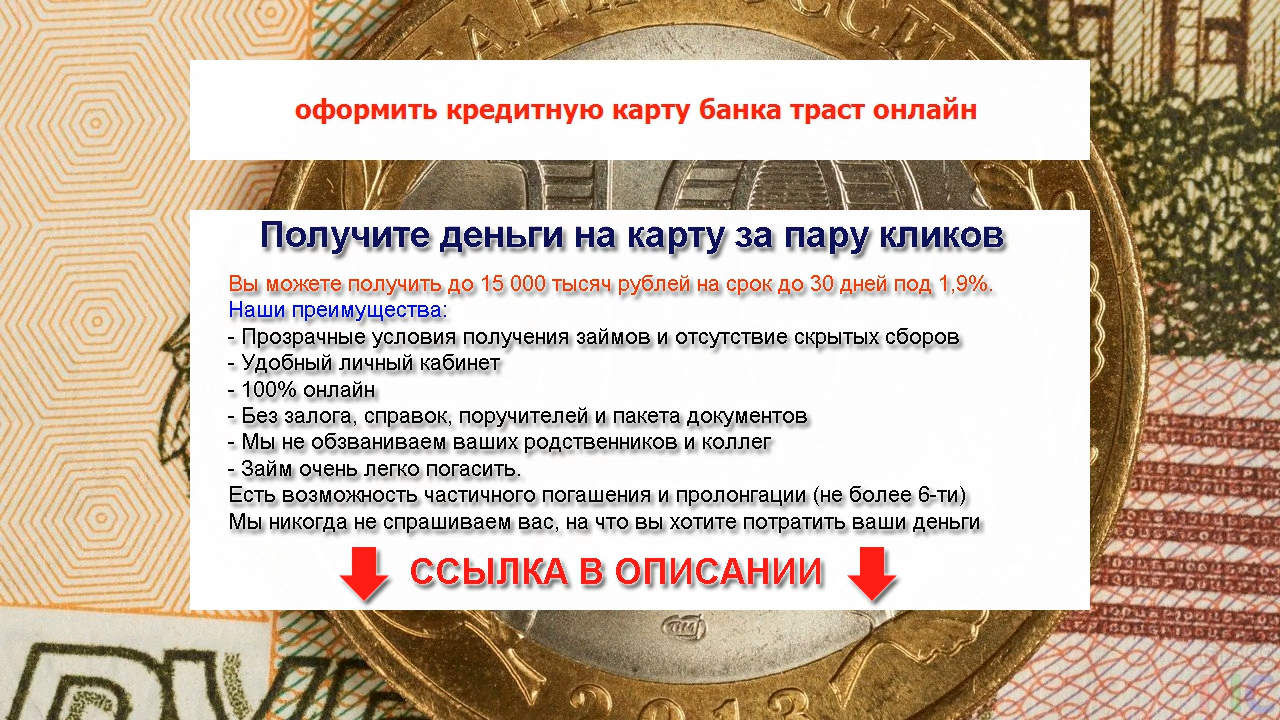 БАНК РОССИИ
оформить кредитную карту банка траст онлайн
Получите деньги на карту за пару кликов
Вы можете получить до 15 000 тысяч рублей на срок до 30 дней под 1,9%.
Наши преимущества:
- Прозрачные условия получения займов и отсутствие скрытых сборов
- Удобный личный кабинет
- 100% онлайн
- Без залога, справок, поручителей и пакета документов
- Мы не обзваниваем ваших родственников и коллег
- Займ очень легко погасить.
Есть возможность частичного погашения и пролонгации (не более 6-ти)
Мы никогда не спрашиваем вас, на что вы хотите потратить ваши деньги
ССЫЛКА В ОПИСАНИИ
2013